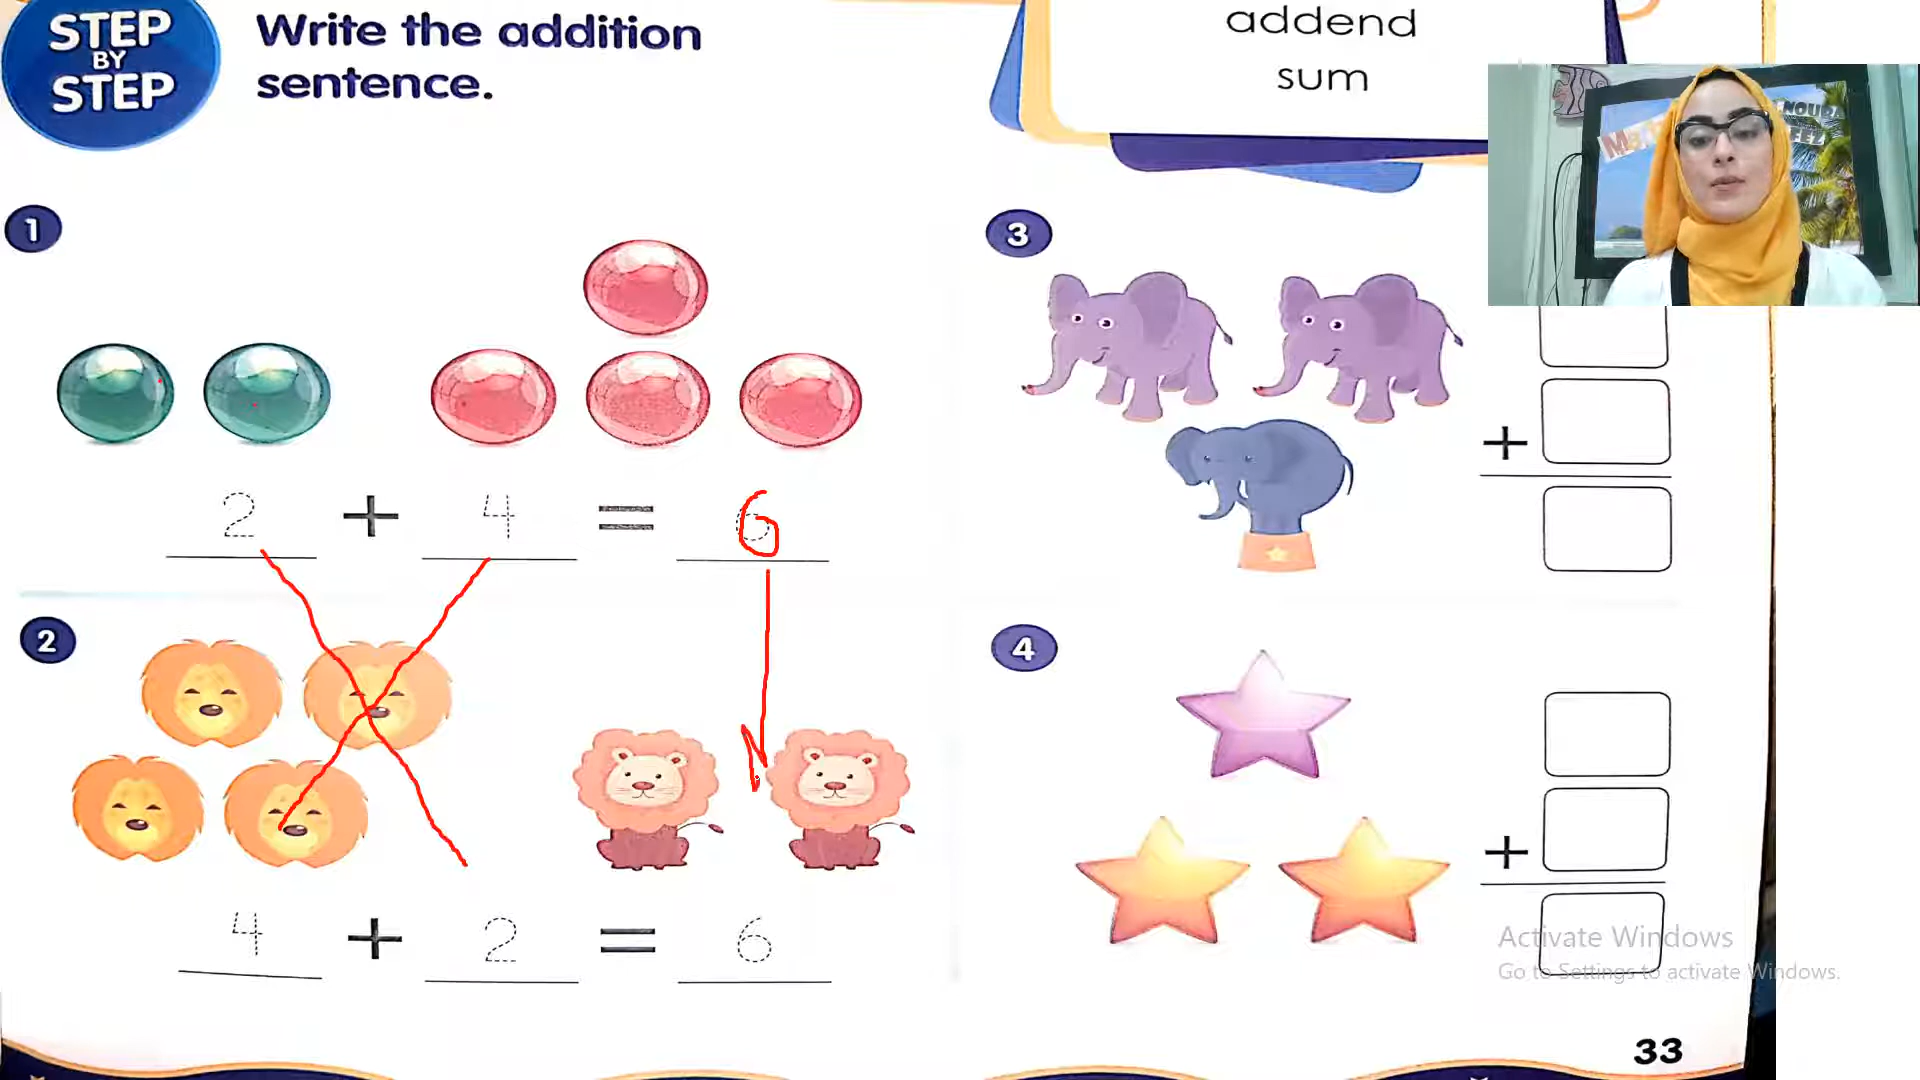 STEP
BY
STEP
Write the addition
sentence.
addend
sum
1
2 + 4 = 6
2
4 + 2 = 6
3
+
4
+
NOURA
Activate Windows
Go to Settings to activate Windows.
33